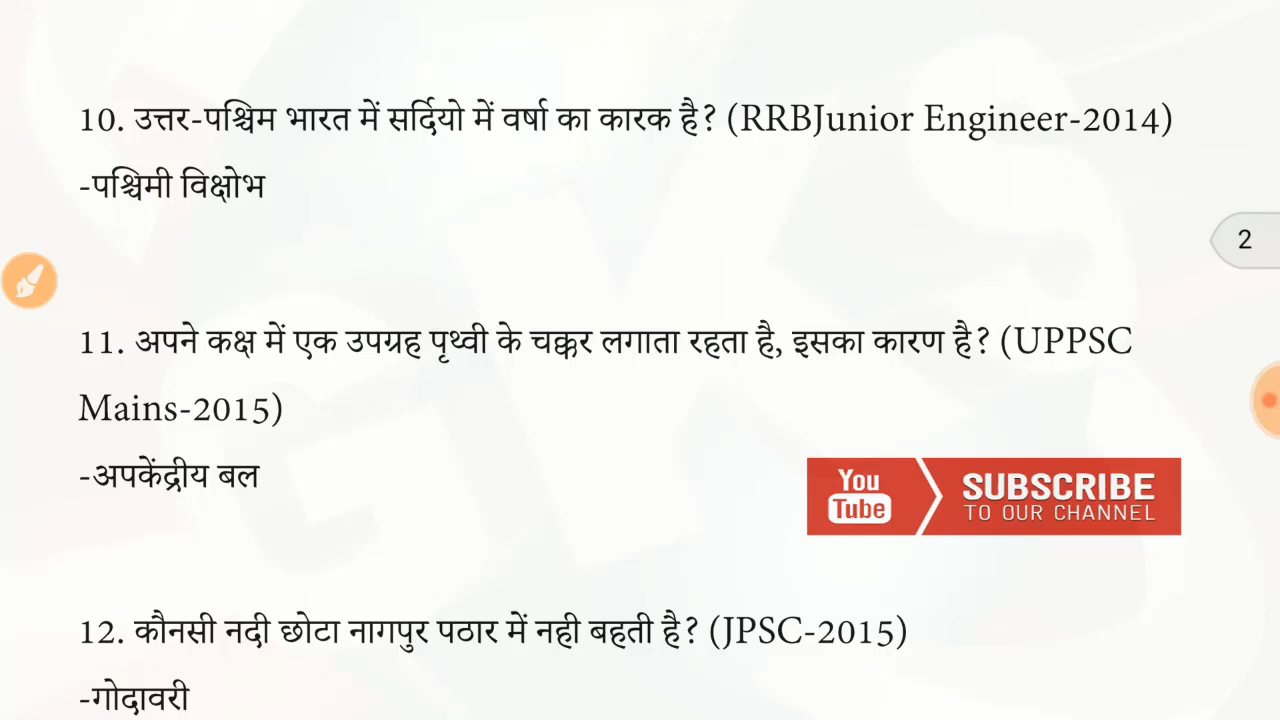 10. उत्तर-पश्चिम भारत में सर्दियो में वर्षा का कारक है? (RRBJunior Engineer-2014)
-पश्चिमी विक्षोभ
2
11. अपने कक्ष में एक उपग्रह पृथ्वी के चक्कर लगाता रहता है, इसका कारण है? (UPPSC
Mains-2015)
-अपकेंद्रीय बल
You
Tube
SUBSCRIBE
TO OUR CHANNEL
12. कौनसी नदी छोटा नागपुर पठार में नही बहती है? (JPSC-2015)
-गोदावरी